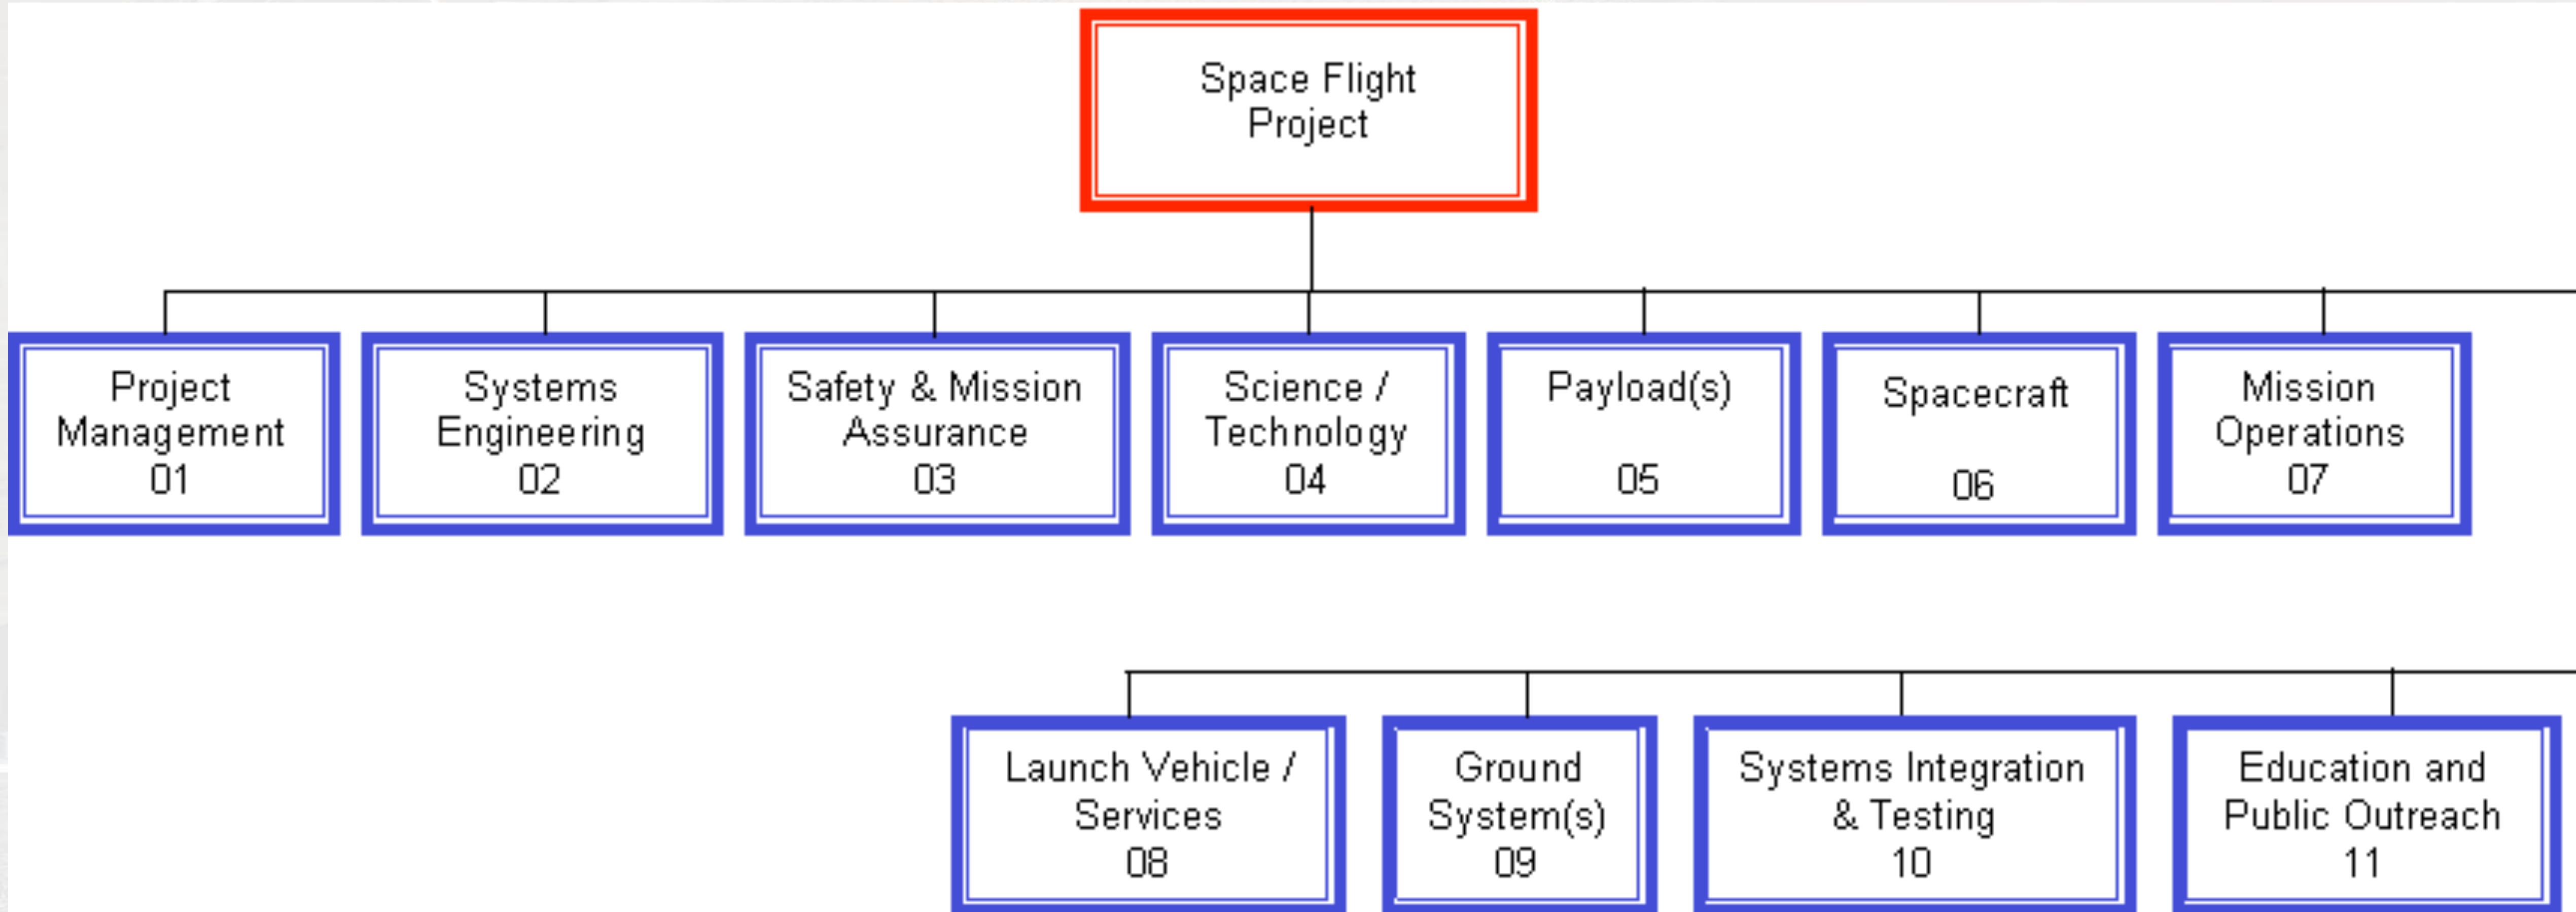 Space Flight
Project
Project
Management
01
Systems
Engineering
02
Safety & Mission
Assurance
03
Science /
Technology
04
Payload(s)
05
Spacecraft
06
Mission
Operations
07
Launch Vehicle /
Services
08
Ground
System(s)
09
Systems Integration
& Testing
10
Education and
Public Outreach
11